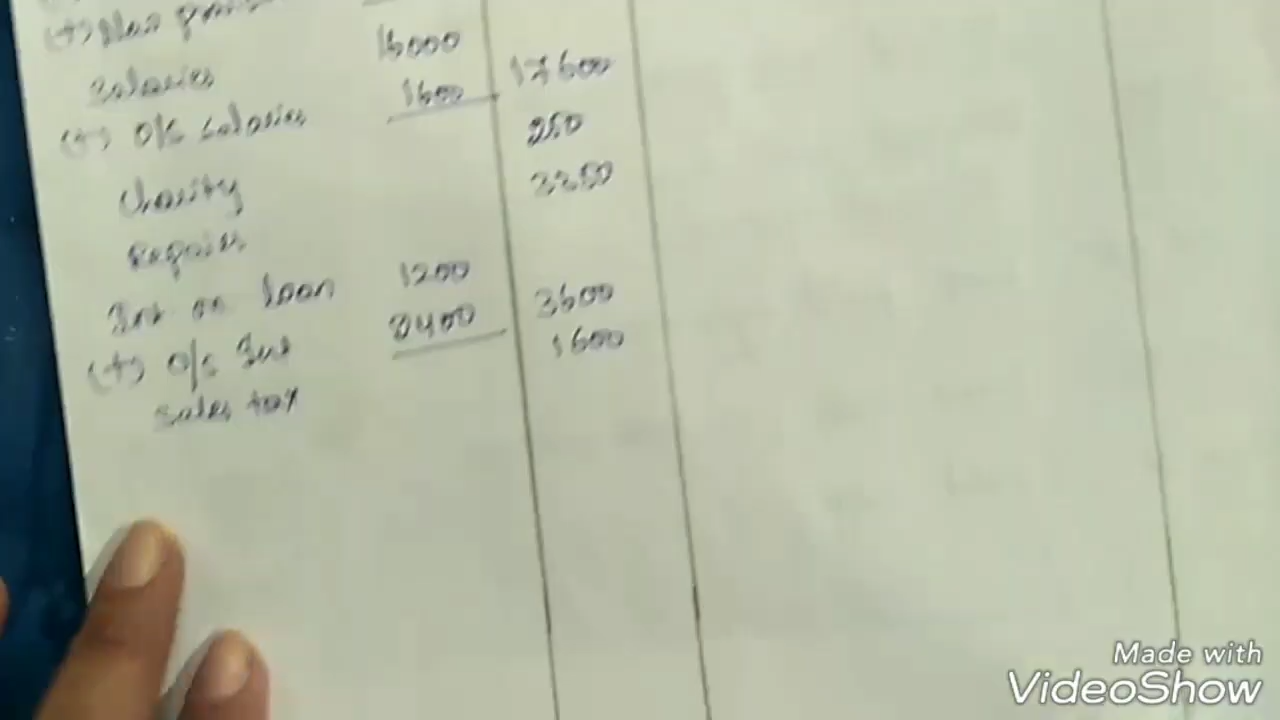 (+)
salaries 16000
(+) o/s salaries 1600 17600
charity 250
Repairs 3350
Int on loan 1200
(+) o/s Int 2400 3600
sales tax 1600
Made with
VideoShow